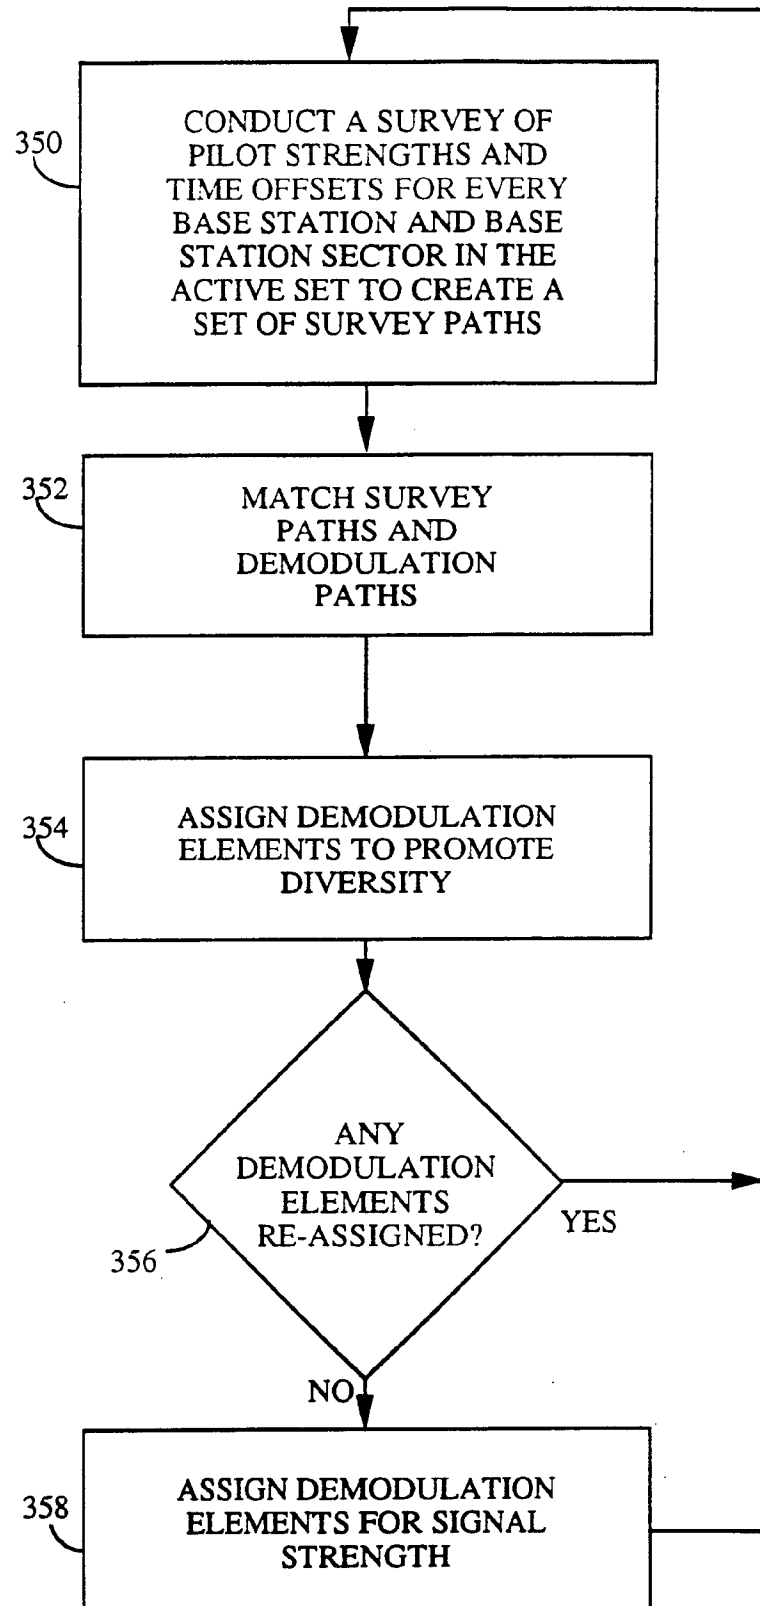 350
CONDUCT A SURVEY OF
PILOT STRENGTHS AND
TIME OFFSETS FOR EVERY
BASE STATION AND BASE
STATION SECTOR IN THE
ACTIVE SET TO CREATE A
SET OF SURVEY PATHS
352
MATCH SURVEY
PATHS AND
DEMODULATION
PATHS
354
ASSIGN DEMODULATION
ELEMENTS TO PROMOTE
DIVERSITY
356
ANY
DEMODULATION
ELEMENTS
RE-ASSIGNED?
YES
NO
358
ASSIGN DEMODULATION
ELEMENTS FOR SIGNAL
STRENGTH